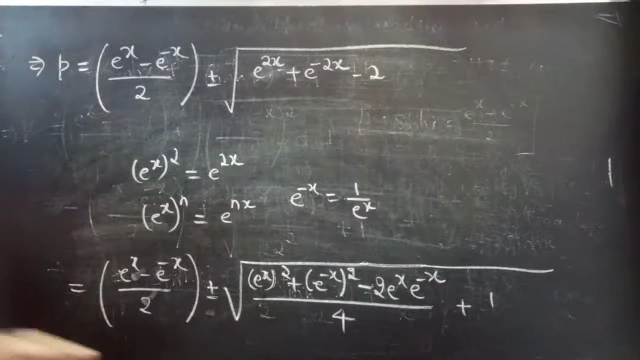 ⇒ p = (e^x - e^-x / 2) ± √(e^2x + e^-2x - 2)
(e^x)^2 = e^2x
(e^x)^n = e^nx    e^-x = 1 / e^x
= (e^x - e^-x / 2) ± √((e^x)^2 + (e^-x)^2 - 2e^x e^-x / 4 + 1)